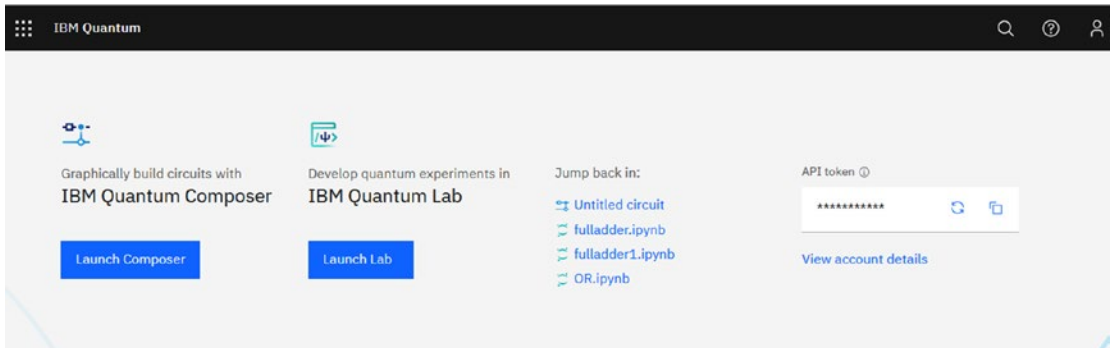 IBM Quantum
Graphically build circuits with
IBM Quantum Composer
Launch Composer
Develop quantum experiments in
IBM Quantum Lab
Launch Lab
Jump back in:
Untitled circuit
fulladder.ipynb
fulladder1.ipynb
OR.ipynb
API token
***********
View account details